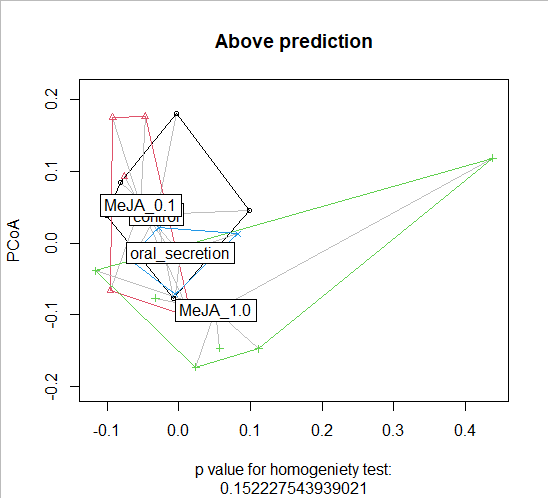 Above prediction
0.2
0.1
0.0
-0.1
-0.2
PCoA
MeJA_0.1
control
oral_secretion
MeJA_1.0
-0.1 0.0 0.1 0.2 0.3 0.4
p value for homogeniety test:
0.152227543939021